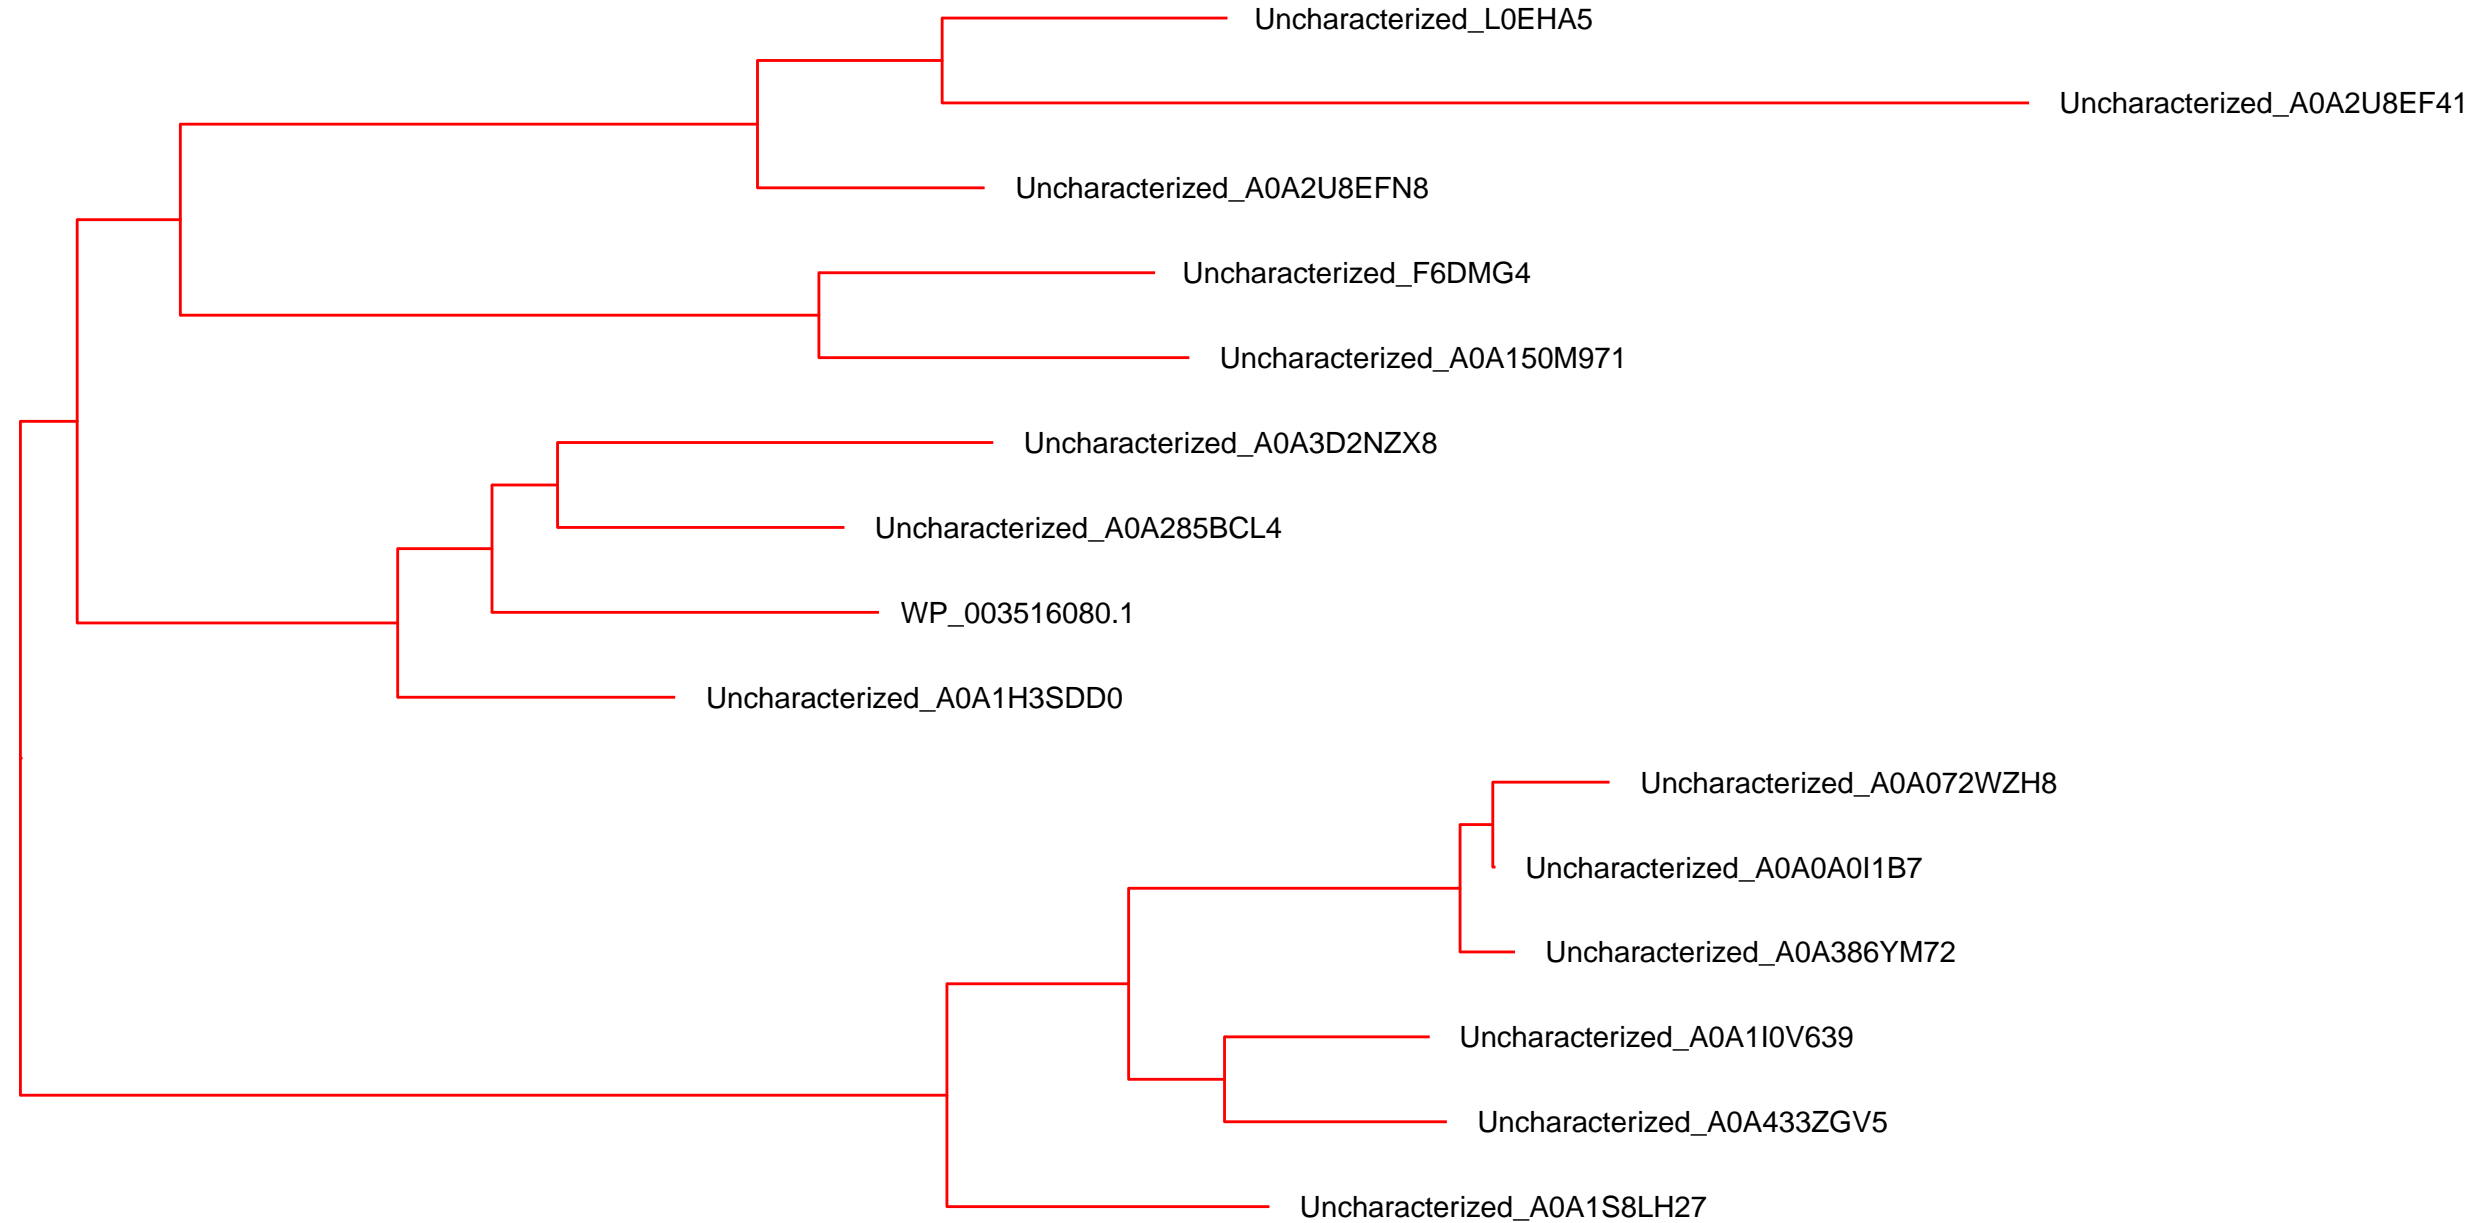 Uncharacterized_L0EHA5
Uncharacterized_A0A2U8EF41
Uncharacterized_A0A2U8EFN8
Uncharacterized_F6DMG4
Uncharacterized_A0A150M971
Uncharacterized_A0A3D2NZX8
Uncharacterized_A0A285BCL4
WP_003516080.1
Uncharacterized_A0A1H3SDD0
Uncharacterized_A0A072WZH8
Uncharacterized_A0A0A0I1B7
Uncharacterized_A0A386YM72
Uncharacterized_A0A1I0V639
Uncharacterized_A0A433ZGV5
Uncharacterized_A0A1S8LH27